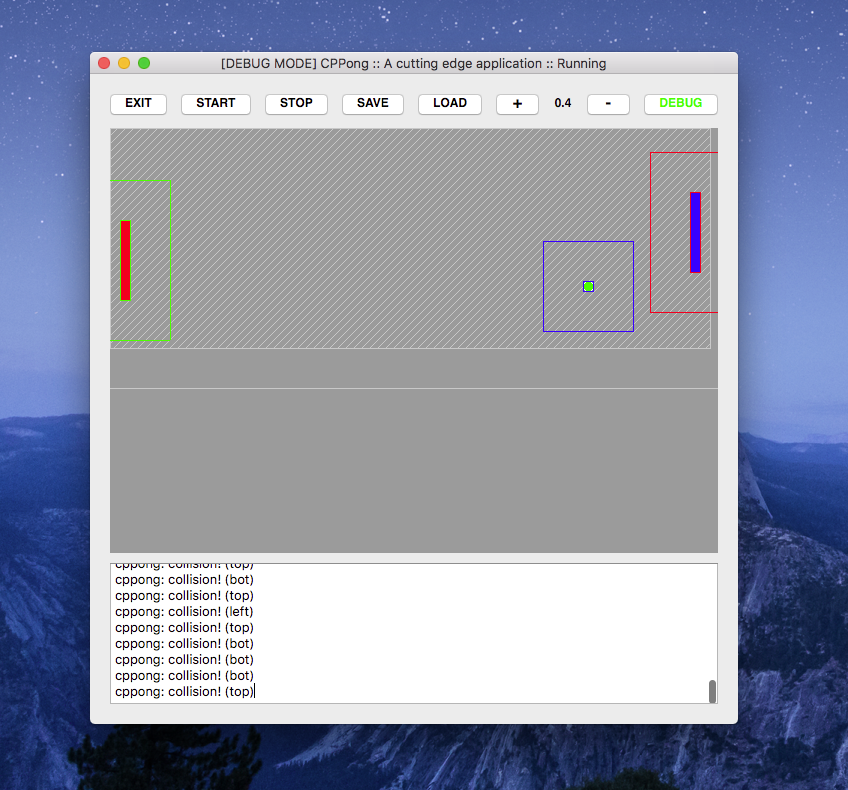 [DEBUG MODE] CPPong :: A cutting edge application :: Running
EXIT START STOP SAVE LOAD + 0.4 - DEBUG
cppong: collision! (top)
cppong: collision! (bot)
cppong: collision! (top)
cppong: collision! (left)
cppong: collision! (top)
cppong: collision! (bot)
cppong: collision! (bot)
cppong: collision! (bot)
cppong: collision! (top)